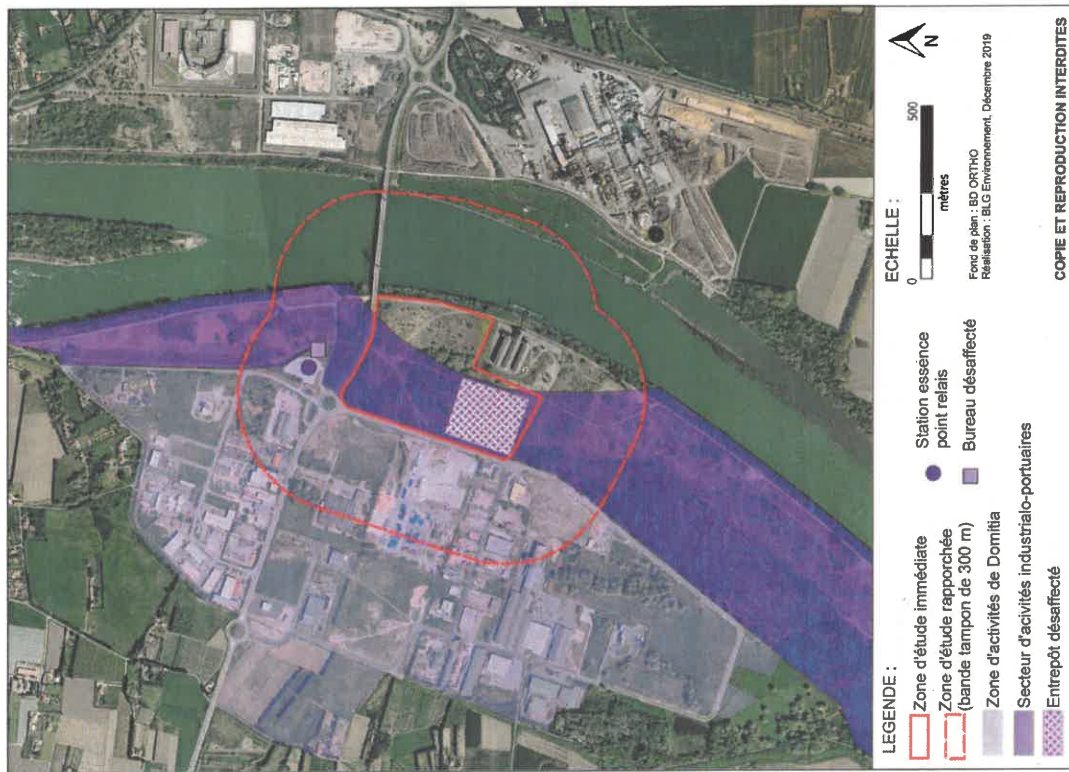 LEGENDE :
Zone d'étude immédiate
Zone d'étude rapporchée
(bande tampon de 300 m)
Zone d'activités de Domitia
Secteur d'acivités industrialo-portuaires
Entrepôt désaffecté
Station essence
point relais
Bureau désaffecté
ECHELLE :
0
500
mètres
Fond de plan : BD ORTHO
Réalisation : BLG Environnement, Décembre 2019
COPIE ET REPRODUCTION INTERDITES
N